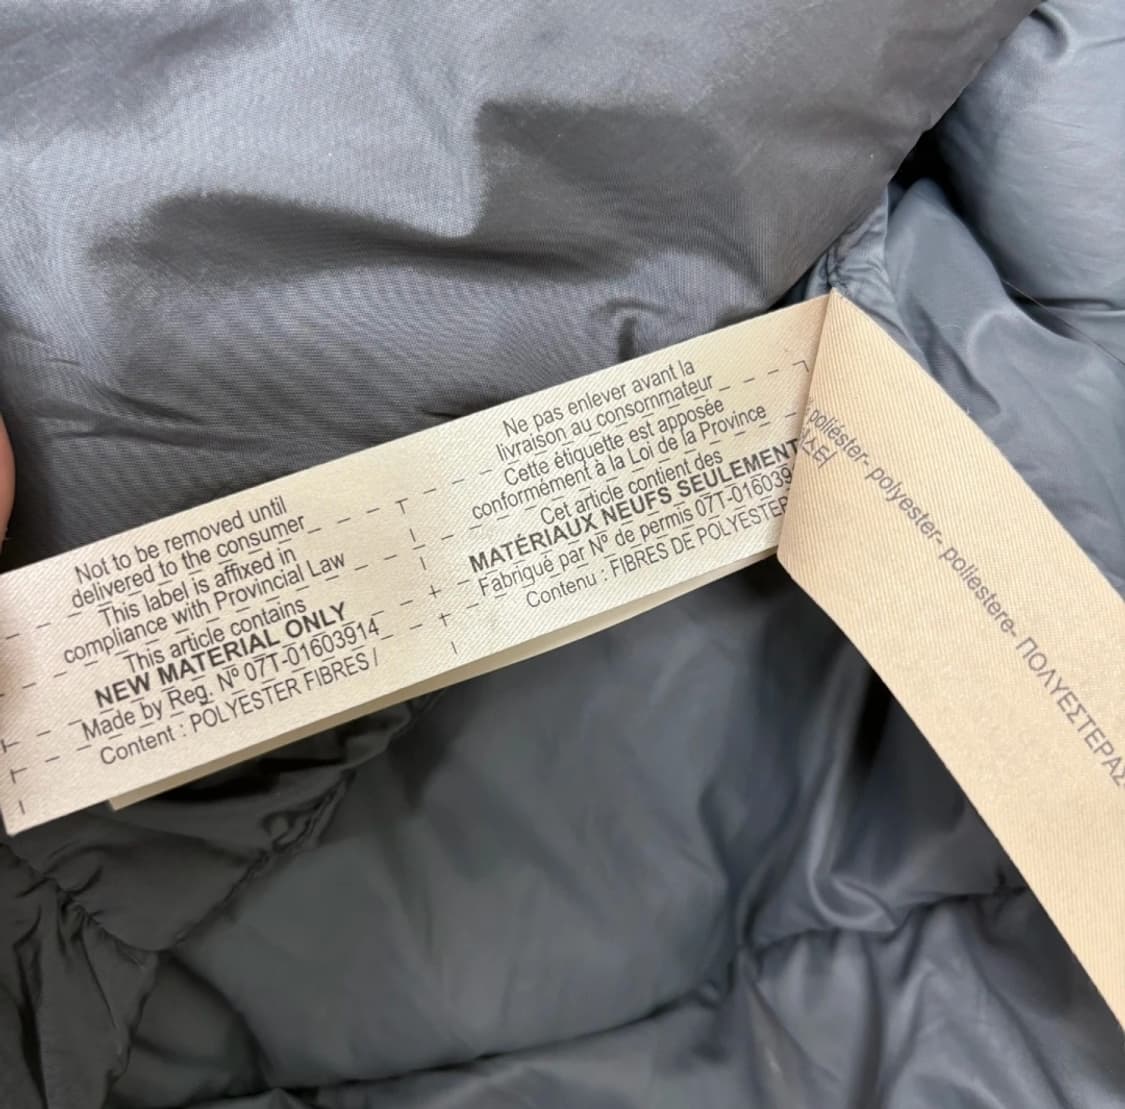 Not to be removed until
delivered to the consumer
This label is affixed in
compliance with Provincial Law
This article contains
NEW MATERIAL ONLY
Made by Reg. Nº 07T-01603914
Content : POLYESTER FIBRES /
Ne pas enlever avant la
livraison au consommateur
Cette étiquette est apposée
conformément à la Loi de la Province
Cet article contient des
MATÉRIAUX NEUFS SEULEMENT
Fabriqué par Nº de permis 07T-016039
Contenu : FIBRES DE POLYESTER
poliéster- polyester- poliestere- ΠΟΛΥΕΣΤΕΡΑΣ
스터